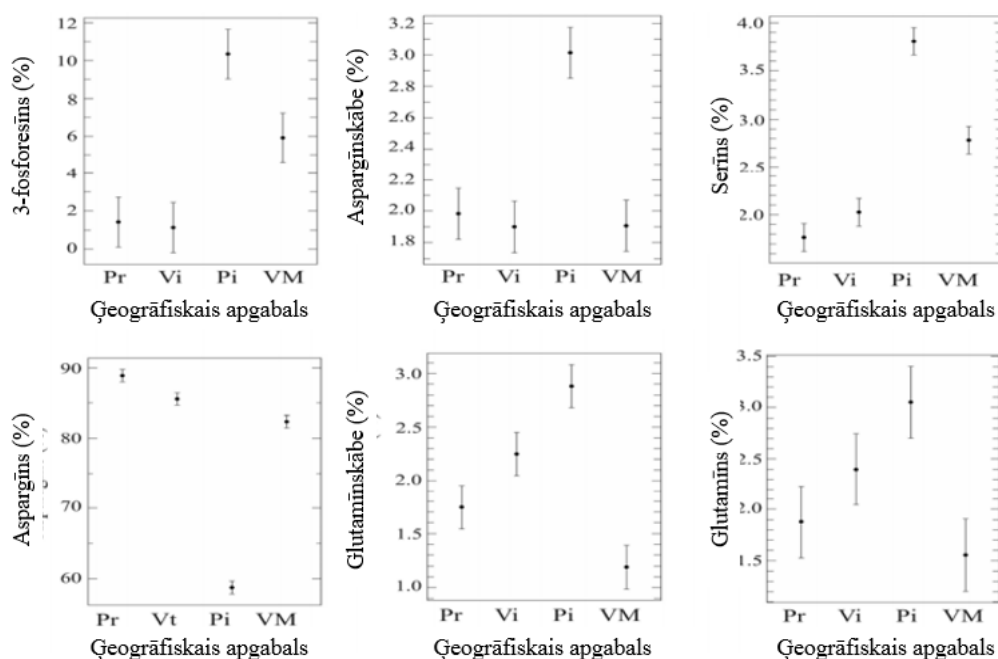 3-fosforesīns (%)
12
10
8
6
4
2
0
Pr Vi Pi VM
Ģeogrāfiskais apgabals
Aspargīnskābe (%)
3.2
3.0
2.8
2.6
2.4
2.2
2.0
1.8
Pr Vi Pi VM
Ģeogrāfiskais apgabals
Serīns (%)
4.0
3.5
3.0
2.5
2.0
Pr Vi Pi VM
Ģeogrāfiskais apgabals
Aspargīns (%)
90
80
70
60
Pr Vt Pi VM
Ģeogrāfiskais apgabals
Glutamīnskābe (%)
3.0
2.5
2.0
1.5
1.0
Pr Vi Pi VM
Ģeogrāfiskais apgabals
Glutamīns (%)
3.5
3.0
2.5
2.0
1.5
Pr Vi Pi VM
Ģeogrāfiskais apgabals